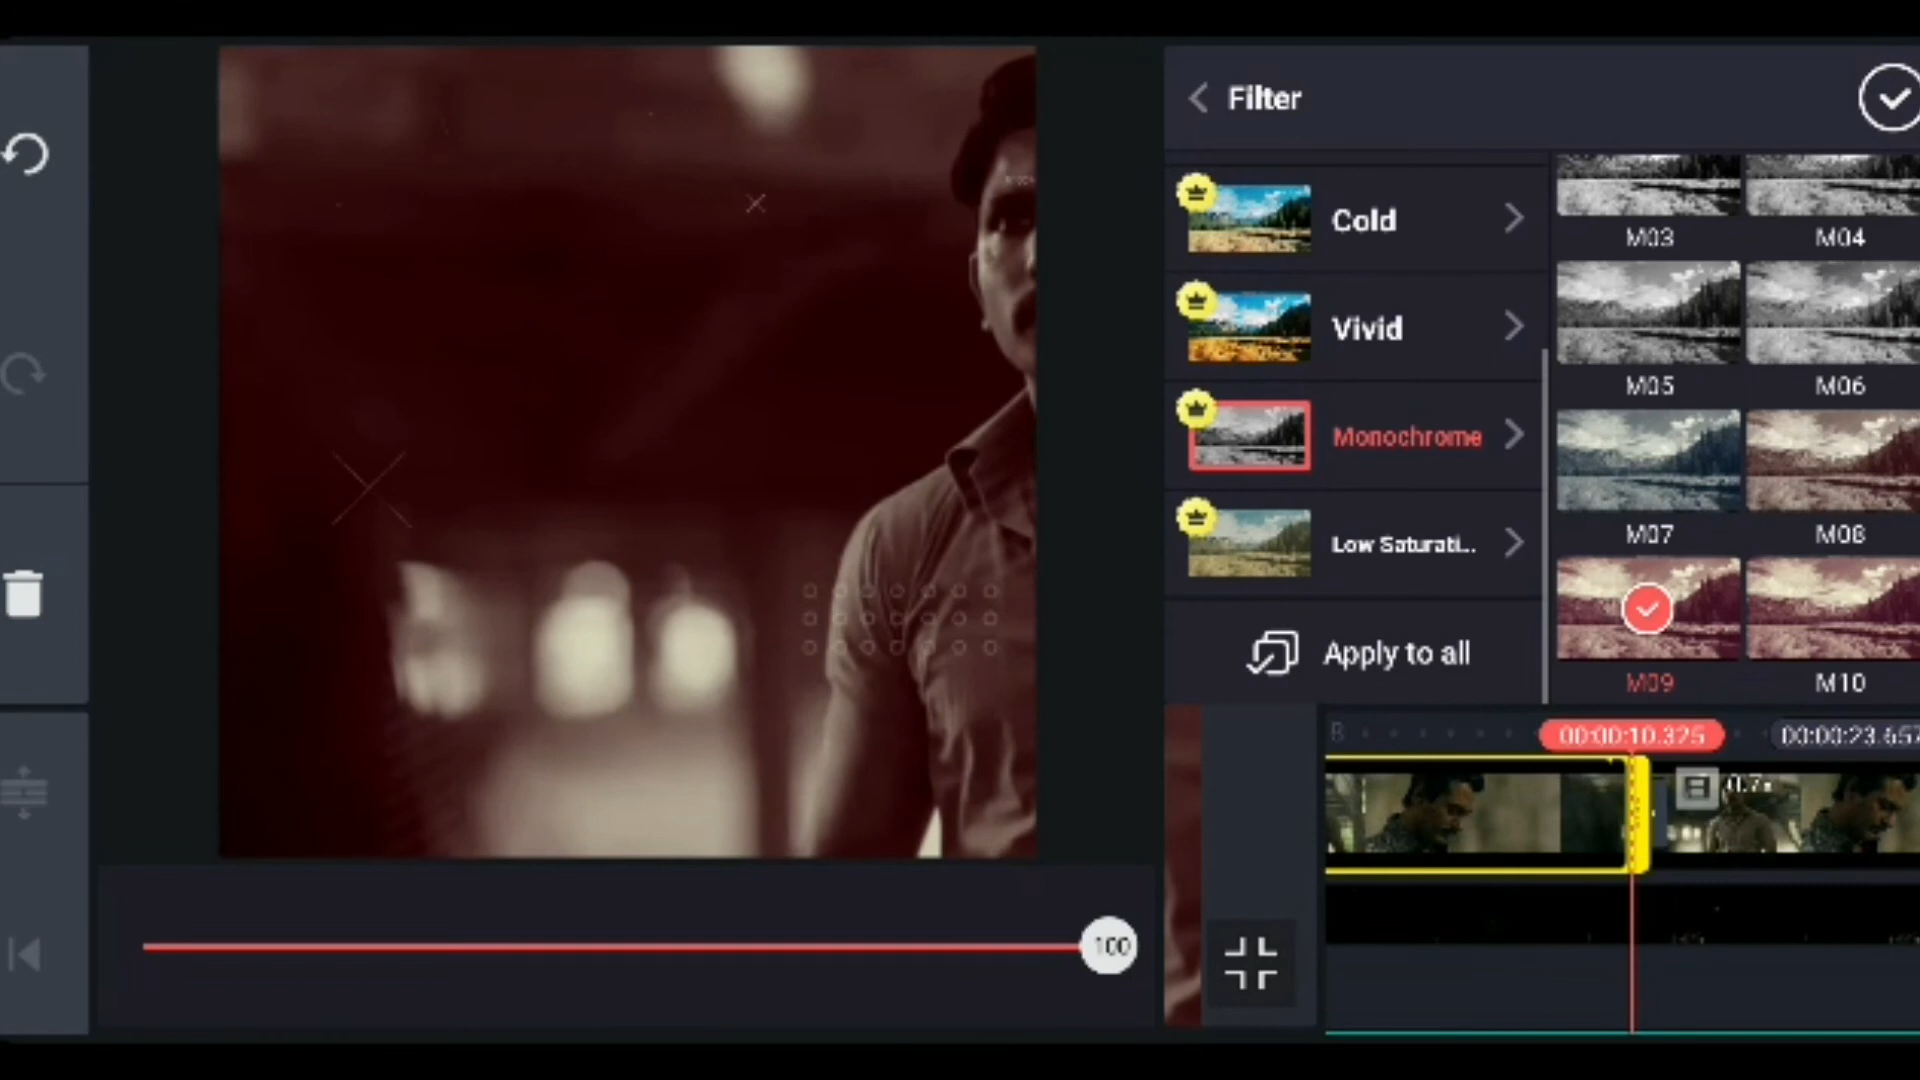 Filter
Cold
Vivid
Monochrome
Low Saturati...
Apply to all
M03
M04
M05
M06
M07
M08
M09
M10
00:00:10.325
00:00:23.657
100